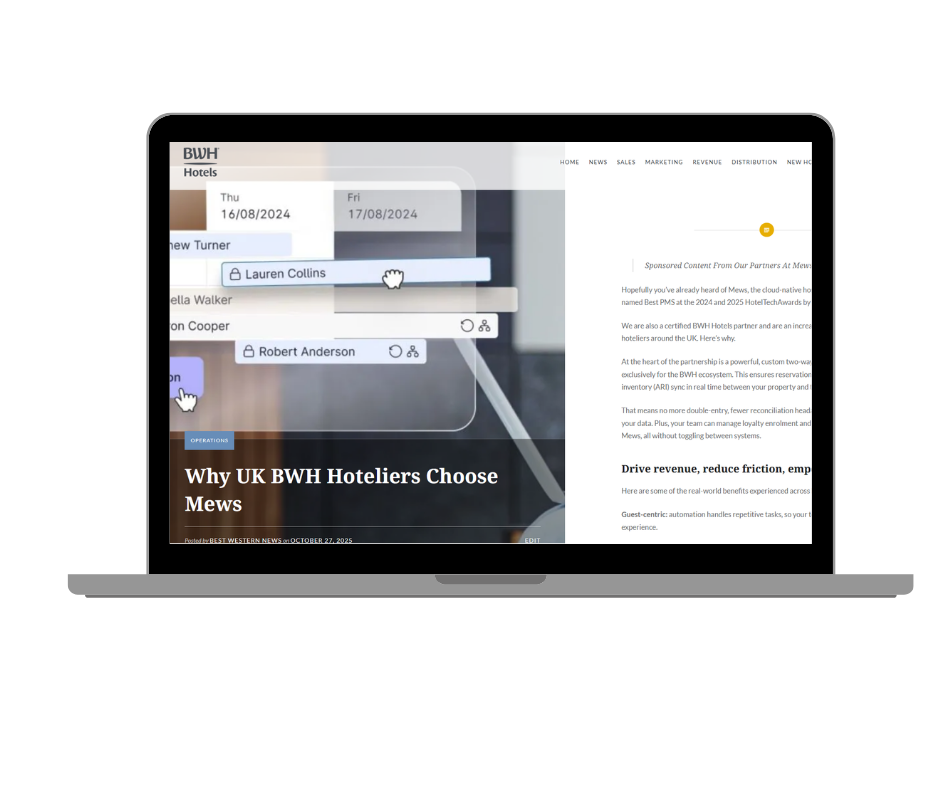 BWH
Hotels
HOME NEWS SALES MARKETING REVENUE DISTRIBUTION NEW HO
Thu
16/08/2024
Fri
17/08/2024
new Turner
Lauren Collins
ella Walker
on Cooper
Robert Anderson
on
OPERATIONS
Why UK BWH Hoteliers Choose
Mews
Posted by BEST WESTERN NEWS on OCTOBER 27, 2025
EDIT
Sponsored Content From Our Partners At Mews
Hopefully you've already heard of Mews, the cloud-native ho
named Best PMS at the 2024 and 2025 HotelTechAwards by
We are also a certified BWH Hotels partner and are an increa
hoteliers around the UK. Here's why.
At the heart of the partnership is a powerful, custom two-wa
exclusively for the BWH ecosystem. This ensures reservation
inventory (ARI) sync in real time between your property and
That means no more double-entry, fewer reconciliation head
your data. Plus, your team can manage loyalty enrolment and
Mews, all without toggling between systems.
Drive revenue, reduce friction, emp
Here are some of the real-world benefits experienced across
Guest-centric: automation handles repetitive tasks, so your t
experience.